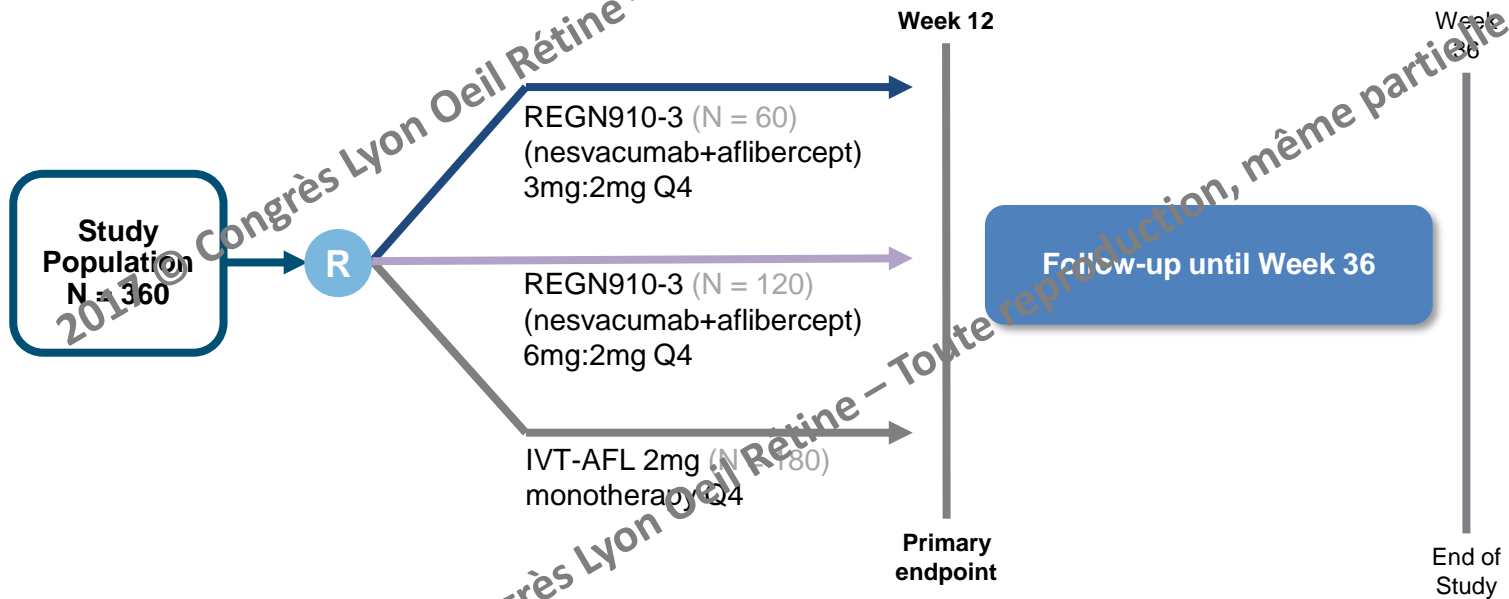 Week 12
Week
36
REGN910-3 (N = 60)
(nesvacumab+aflibercept)
3mg:2mg Q4
Study
Population
N = 360
R
REGN910-3 (N = 120)
(nesvacumab+aflibercept)
6mg:2mg Q4
Follow-up until Week 36
IVT-AFL 2mg (N = 180)
monotherapy Q4
Primary
endpoint
End of
Study
2017 © Congrès Lyon Oeil Rétine
grès Lyon Oeil Rétine – Toute reproduction, même partielle